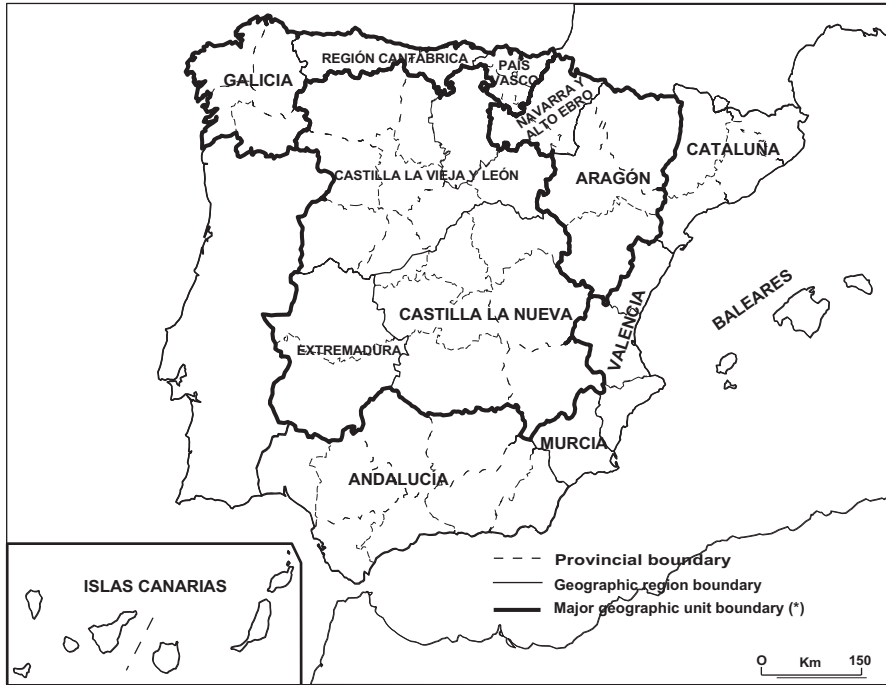 REGIÓN CANTÁBRICA
PAÍS
VASCO
GALICIA
NAVARRA Y
ALTO EBRO
CATALUÑA
CASTILLA LA VIEJA Y LEÓN
ARAGÓN
BALEARES
CASTILLA LA NUEVA
VALENCIA
EXTREMADURA
MURCIA
ANDALUCÍA
ISLAS CANARIAS
Provincial boundary
Geographic region boundary
Major geographic unit boundary (*)
O Km 150